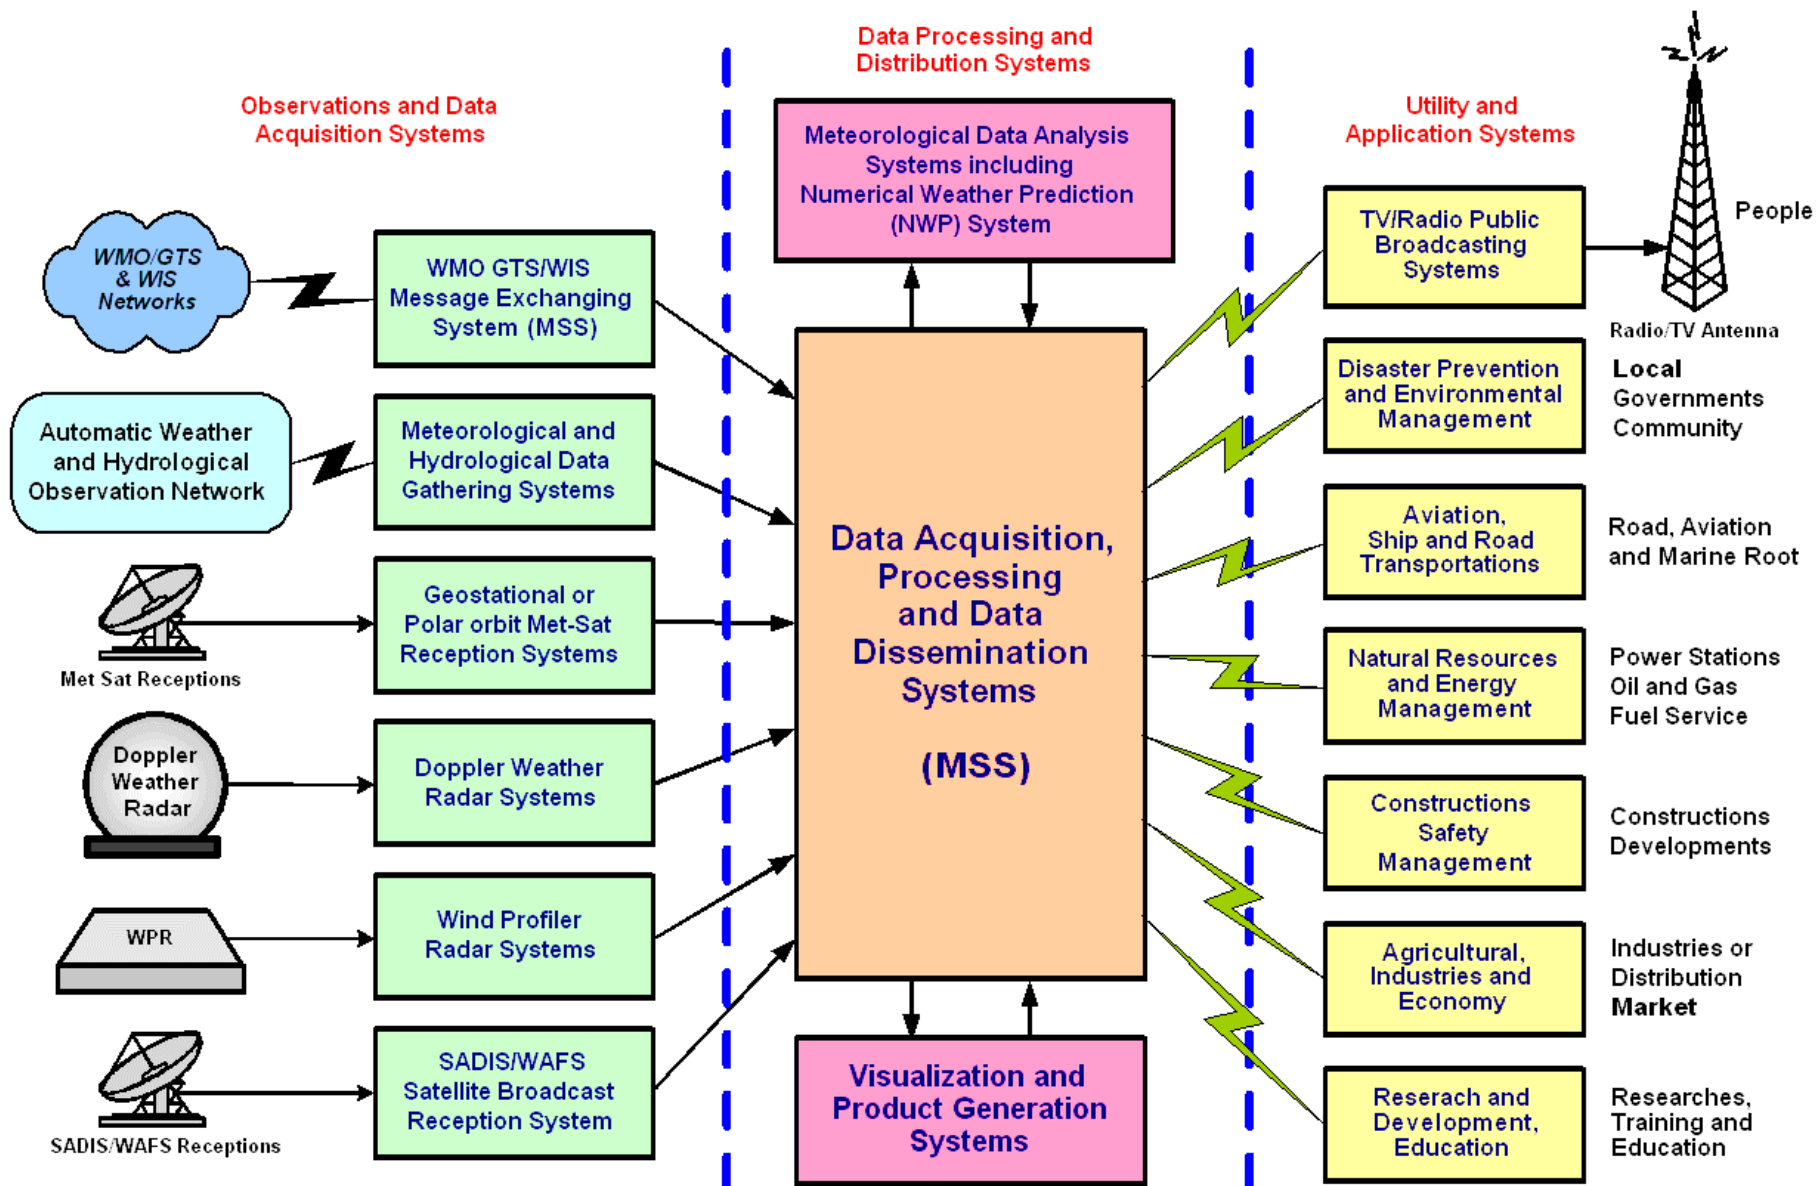 Data Processing and
Distribution Systems
Observations and Data
Acquisition Systems
Utility and
Application Systems
WMO/GTS
& WIS
Networks
WMO GTS/WIS
Message Exchanging
System (MSS)
Automatic Weather
and Hydrological
Observation Network
Meteorological and
Hydrological Data
Gathering Systems
Met Sat Receptions
Geostational or
Polar orbit Met-Sat
Reception Systems
Doppler
Weather
Radar
Doppler Weather
Radar Systems
WPR
Wind Profiler
Radar Systems
SADIS/WAFS Receptions
SADIS/WAFS
Satellite Broadcast
Reception System
Meteorological Data Analysis
Systems including
Numerical Weather Prediction
(NWP) System
Data Acquisition,
Processing
and Data
Dissemination
Systems
(MSS)
Visualization and
Product Generation
Systems
TV/Radio Public
Broadcasting
Systems
People
Radio/TV Antenna
Disaster Prevention
and Environmental
Management
Local
Governments
Community
Aviation,
Ship and Road
Transportations
Road, Aviation
and Marine Root
Natural Resources
and Energy
Management
Power Stations
Oil and Gas
Fuel Service
Constructions
Safety
Management
Constructions
Developments
Agricultural,
Industries and
Economy
Industries or
Distribution
Market
Reserach and
Development,
Education
Researches,
Training and
Education